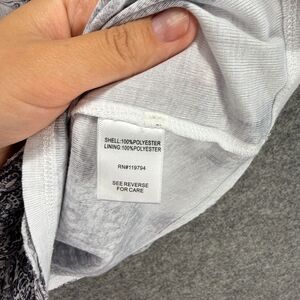 SHELL:100%POLYESTER
LINING:100%POLYESTER
RN#119794
SEE REVERSE
FOR CARE